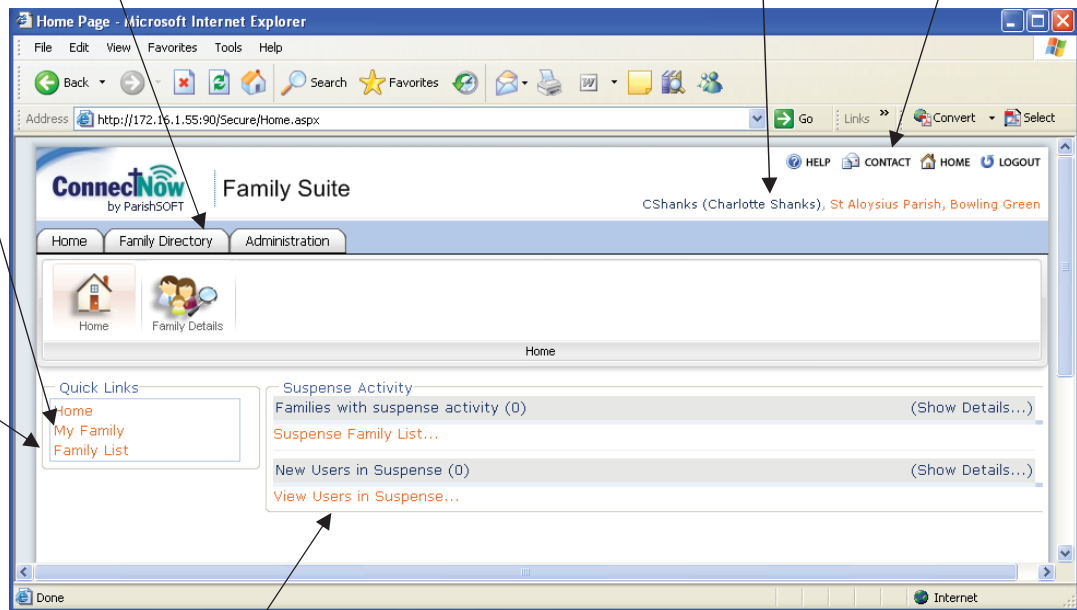 Home Page - Microsoft Internet Explorer
File Edit View Favorites Tools Help
Back Search Favorites
Address http://172.16.1.55:90/Secure/Home.aspx Go Links » Convert Select
HELP CONTACT HOME LOGOUT
ConnectNow
by ParishSOFT
Family Suite
CShanks (Charlotte Shanks), St Aloysius Parish, Bowling Green
Home Family Directory Administration
Home Family Details
Home
Quick Links
Home
My Family
Family List
Suspense Activity
Families with suspense activity (0) (Show Details...)
Suspense Family List...
New Users in Suspense (0) (Show Details...)
View Users in Suspense...
Done Internet